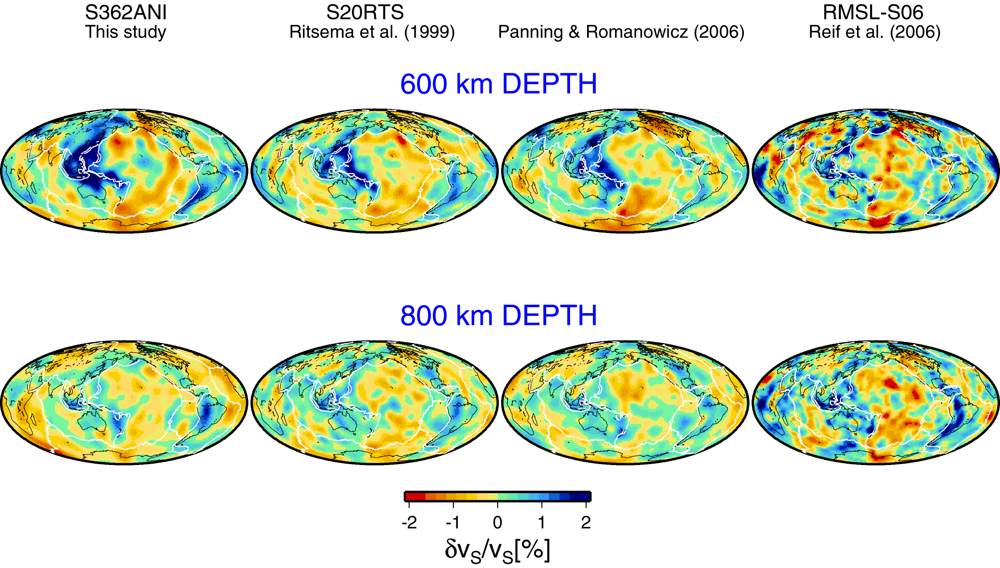 S362ANI
This study
S20RTS
Ritsema et al. (1999)
Panning & Romanowicz (2006)
RMSL-S06
Reif et al. (2006)
600 km DEPTH
800 km DEPTH
-2 -1 0 1 2
δvS/vS[%]